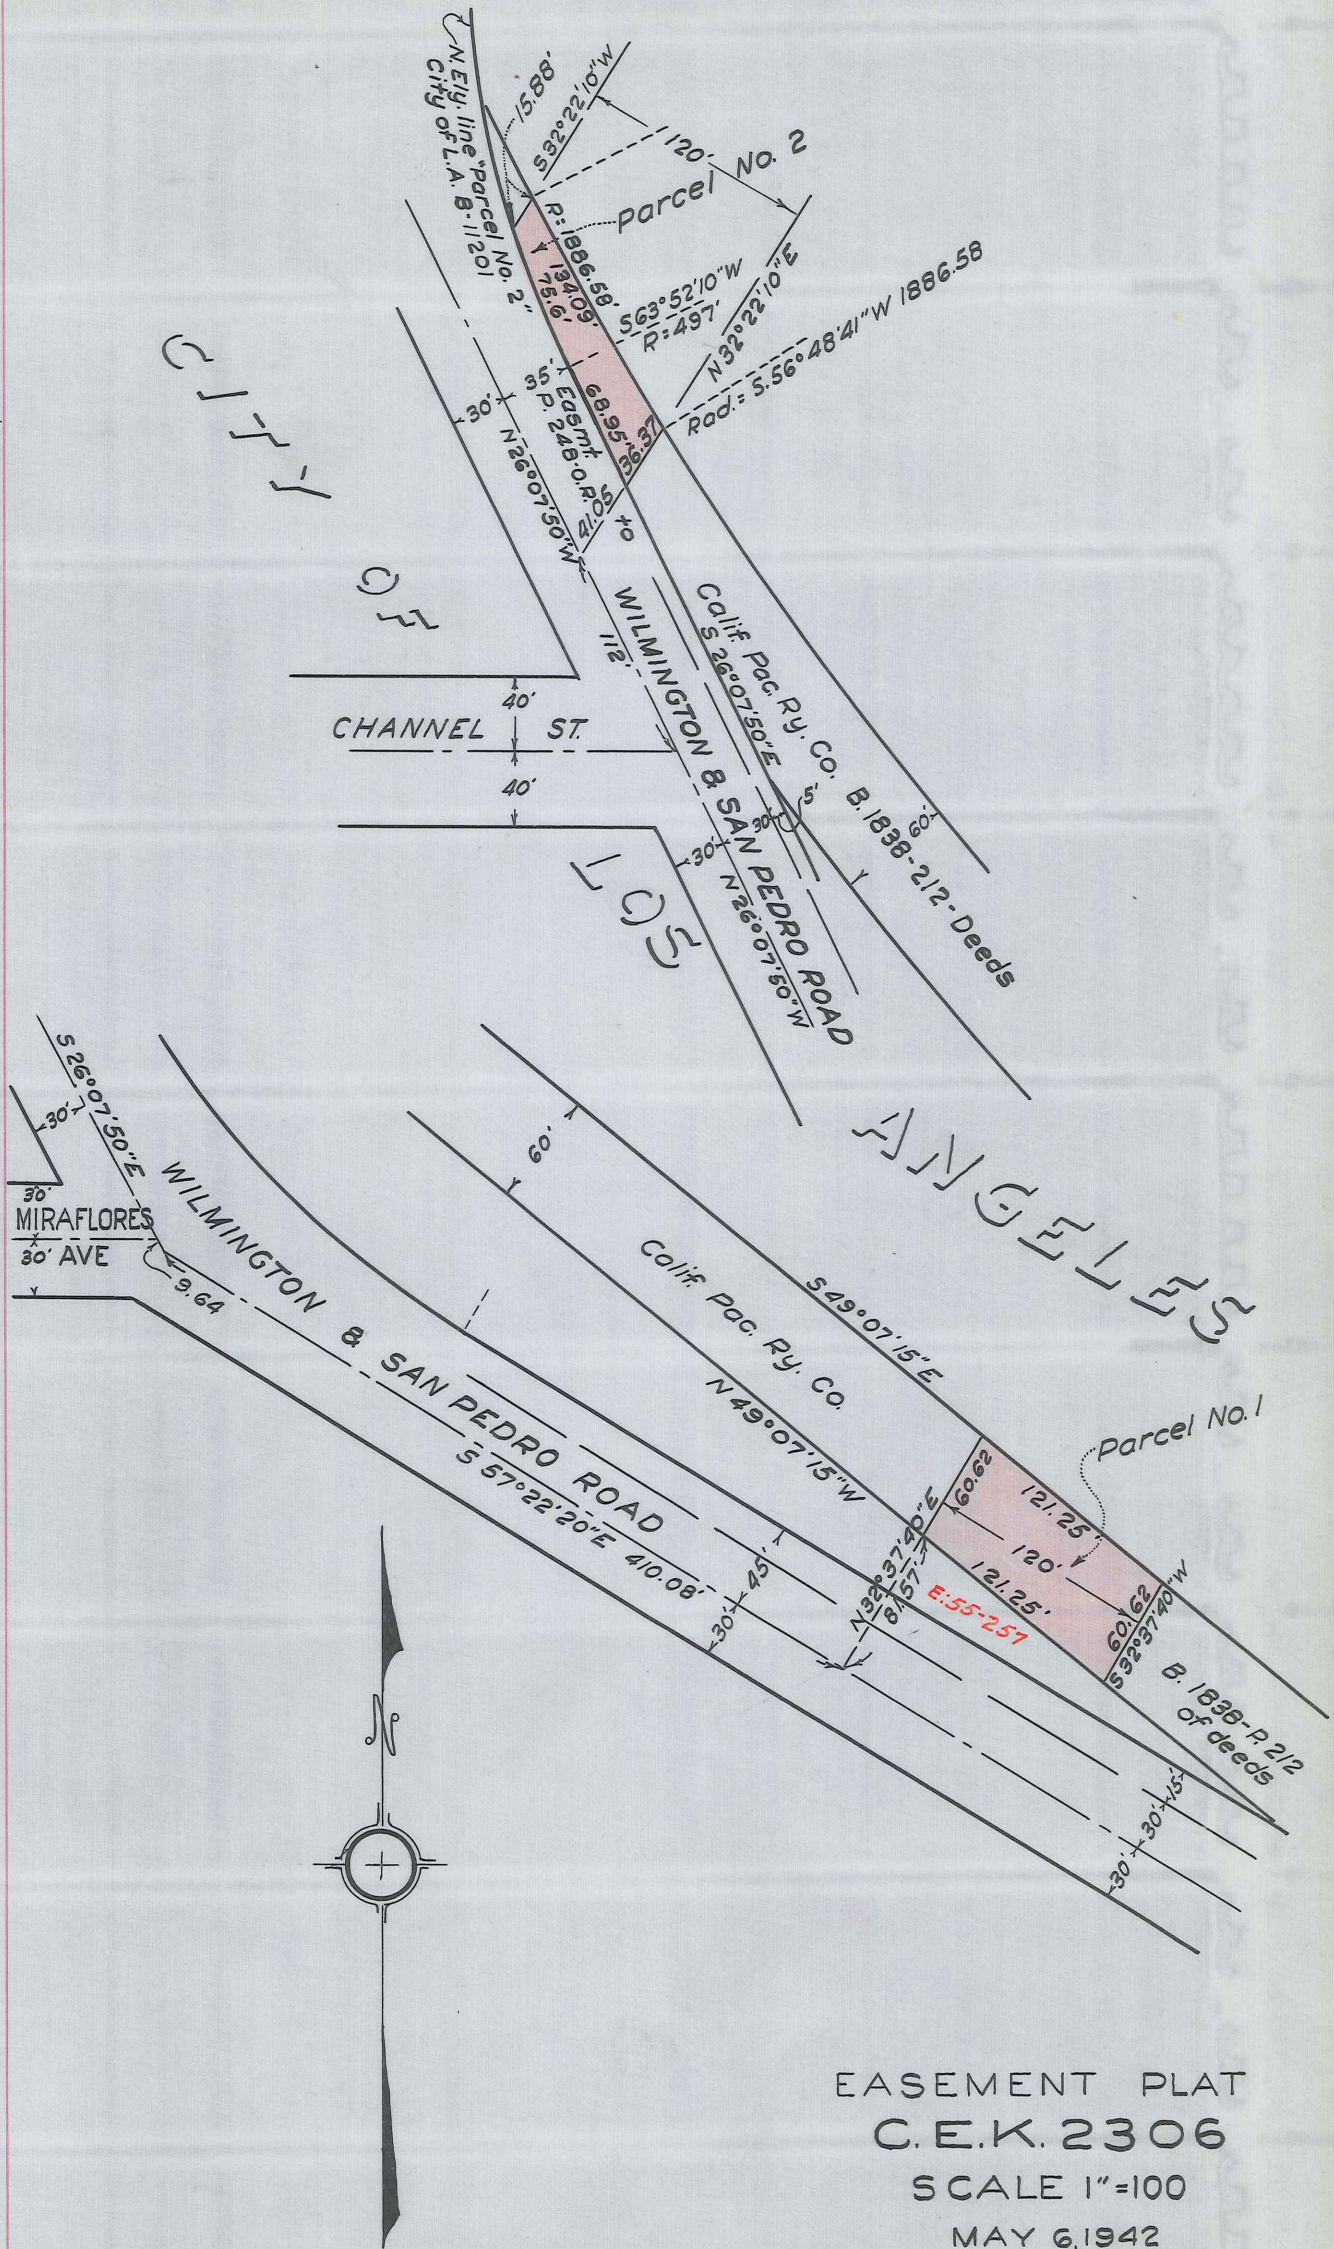 N.Ely. line "Parcel No. 2"
City of L.A. B-11201
15.88'
S32°22'10"W
120'
Parcel No. 2
R:1886.58'
134.09'
75.6'
S63°52'10"W
R=497'
N32°22'10"E
Rad.= S.56°48'41"W 1886.58
35'
30'
Easmt.
P. 248-O.R.
to
68.95'
36.37
41.05
N26°07'50"W
CITY
OF
LOS
ANGELES
WILMINGTON & SAN PEDRO ROAD
112'
Calif. Pac. Ry. Co. B. 1838-212-Deeds
S 26°07'50"E
40'
CHANNEL ST.
40'
5'
30'
30'
60'
N26°07'50"W
S26°07'50"E
30'
30'
MIRAFLORES
30' AVE
9.64
WILMINGTON & SAN PEDRO ROAD
S 57°22'20"E 410.08'
60'
Calif. Pac. Ry. Co.
S49°07'15"E
N49°07'15"W
Parcel No. 1
60.62
121.25'
120'
121.25'
60.62
N32°37'40"E
81.57'
S32°37'40"W
E:55-257
45'
30'
B. 1838-P. 212
of deeds
15'
30'
30'
N
EASEMENT PLAT
C.E.K. 2306
SCALE 1"=100
MAY 6, 1942